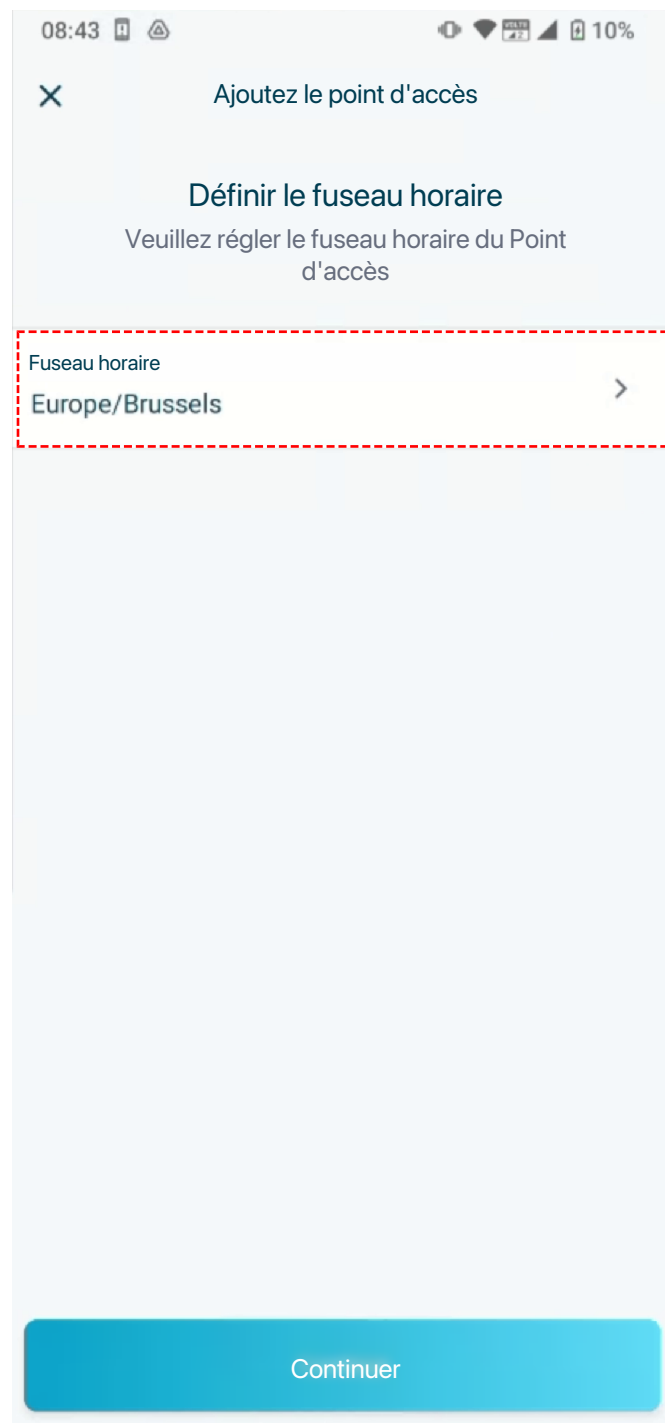 08:43 10%
Ajoutez le point d'accès
Définir le fuseau horaire
Veuillez régler le fuseau horaire du Point
d'accès
Fuseau horaire
Europe/Brussels
Continuer